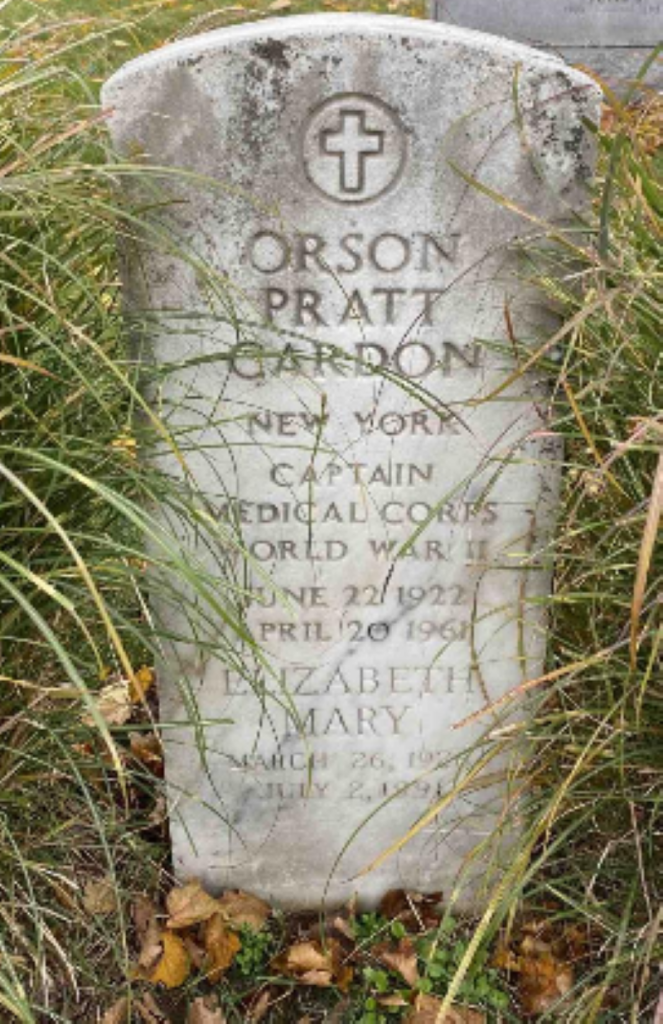 ORSON
PRATT
CARDON
NEW YORK
CAPTAIN
MEDICAL CORPS
WORLD WAR II
JUNE 22 1922
APRIL 20 1961
ELIZABETH
MARY
MARCH 26,
JULY 2, 1991